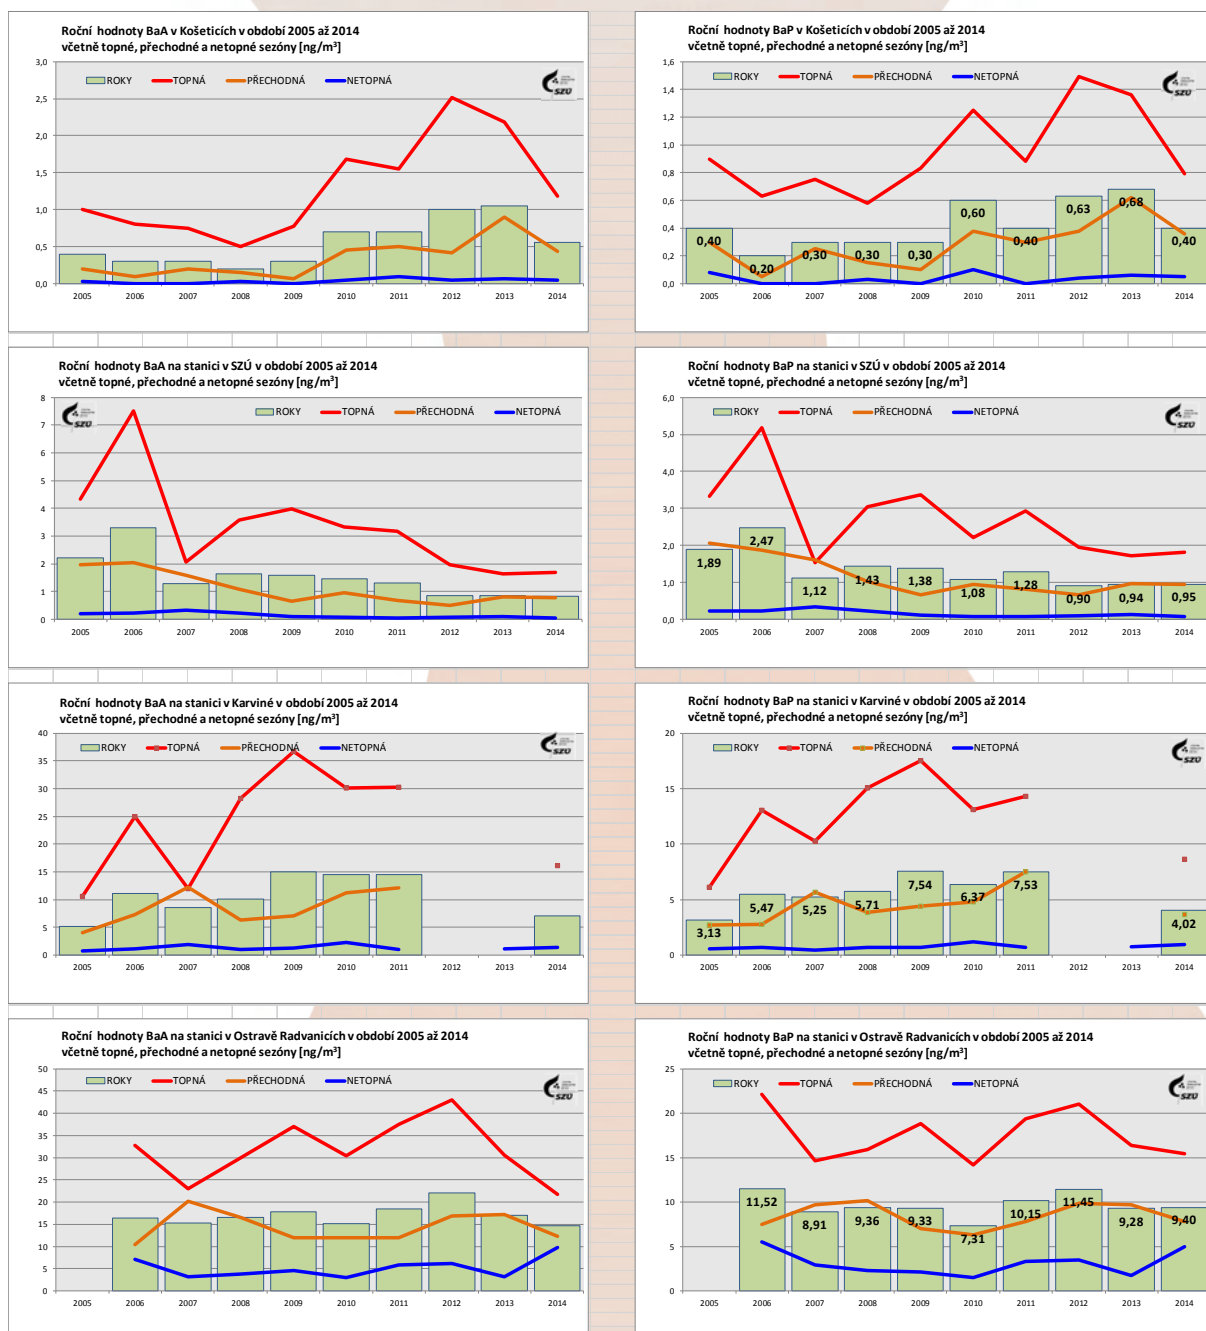 Roční hodnoty BaA v Košeticích v období 2005 až 2014
včetně topné, přechodné a netopné sezóny [ng/m³]
3,0
ROKY TOPNÁ PŘECHODNÁ NETOPNÁ
SZÚ
2,5
2,0
1,5
1,0
0,5
0,0
2005 2006 2007 2008 2009 2010 2011 2012 2013 2014
Roční hodnoty BaP v Košeticích v období 2005 až 2014
včetně topné, přechodné a netopné sezóny [ng/m³]
1,6
ROKY TOPNÁ PŘECHODNÁ NETOPNÁ
SZÚ
1,4
1,2
1,0
0,8
0,6
0,4
0,2
0,0
0,40 0,20 0,30 0,30 0,30 0,60 0,40 0,63 0,68 0,40
2005 2006 2007 2008 2009 2010 2011 2012 2013 2014
Roční hodnoty BaA na stanici v SZÚ v období 2005 až 2014
včetně topné, přechodné a netopné sezóny [ng/m³]
8
SZÚ
ROKY TOPNÁ PŘECHODNÁ NETOPNÁ
7
6
5
4
3
2
1
0
2005 2006 2007 2008 2009 2010 2011 2012 2013 2014
Roční hodnoty BaP na stanici v SZÚ v období 2005 až 2014
včetně topné, přechodné a netopné sezóny [ng/m³]
6,0
ROKY TOPNÁ PŘECHODNÁ NETOPNÁ
SZÚ
5,0
4,0
3,0
2,0
1,0
0,0
1,89 2,47 1,12 1,43 1,38 1,08 1,28 0,90 0,94 0,95
2005 2006 2007 2008 2009 2010 2011 2012 2013 2014
Roční hodnoty BaA na stanici v Karviné v období 2005 až 2014
včetně topné, přechodné a netopné sezóny [ng/m³]
40
ROKY TOPNÁ PŘECHODNÁ NETOPNÁ
SZÚ
35
30
25
20
15
10
5
0
2005 2006 2007 2008 2009 2010 2011 2012 2013 2014
Roční hodnoty BaP na stanici v Karviné v období 2005 až 2014
včetně topné, přechodné a netopné sezóny [ng/m³]
20
ROKY TOPNÁ PŘECHODNÁ NETOPNÁ
SZÚ
15
10
5
0
3,13 5,47 5,25 5,71 7,54 6,37 7,53 4,02
2005 2006 2007 2008 2009 2010 2011 2012 2013 2014
Roční hodnoty BaA na stanici v Ostravě Radvanicích v období 2005 až 2014
včetně topné, přechodné a netopné sezóny [ng/m³]
50
ROKY TOPNÁ PŘECHODNÁ NETOPNÁ
SZÚ
45
40
35
30
25
20
15
10
5
0
2005 2006 2007 2008 2009 2010 2011 2012 2013 2014
Roční hodnoty BaP na stanici v Ostravě Radvanicích v období 2005 až 2014
včetně topné, přechodné a netopné sezóny [ng/m³]
25
ROKY TOPNÁ PŘECHODNÁ NETOPNÁ
SZÚ
20
15
10
5
0
11,52 8,91 9,36 9,33 7,31 10,15 11,45 9,28 9,40
2005 2006 2007 2008 2009 2010 2011 2012 2013 2014